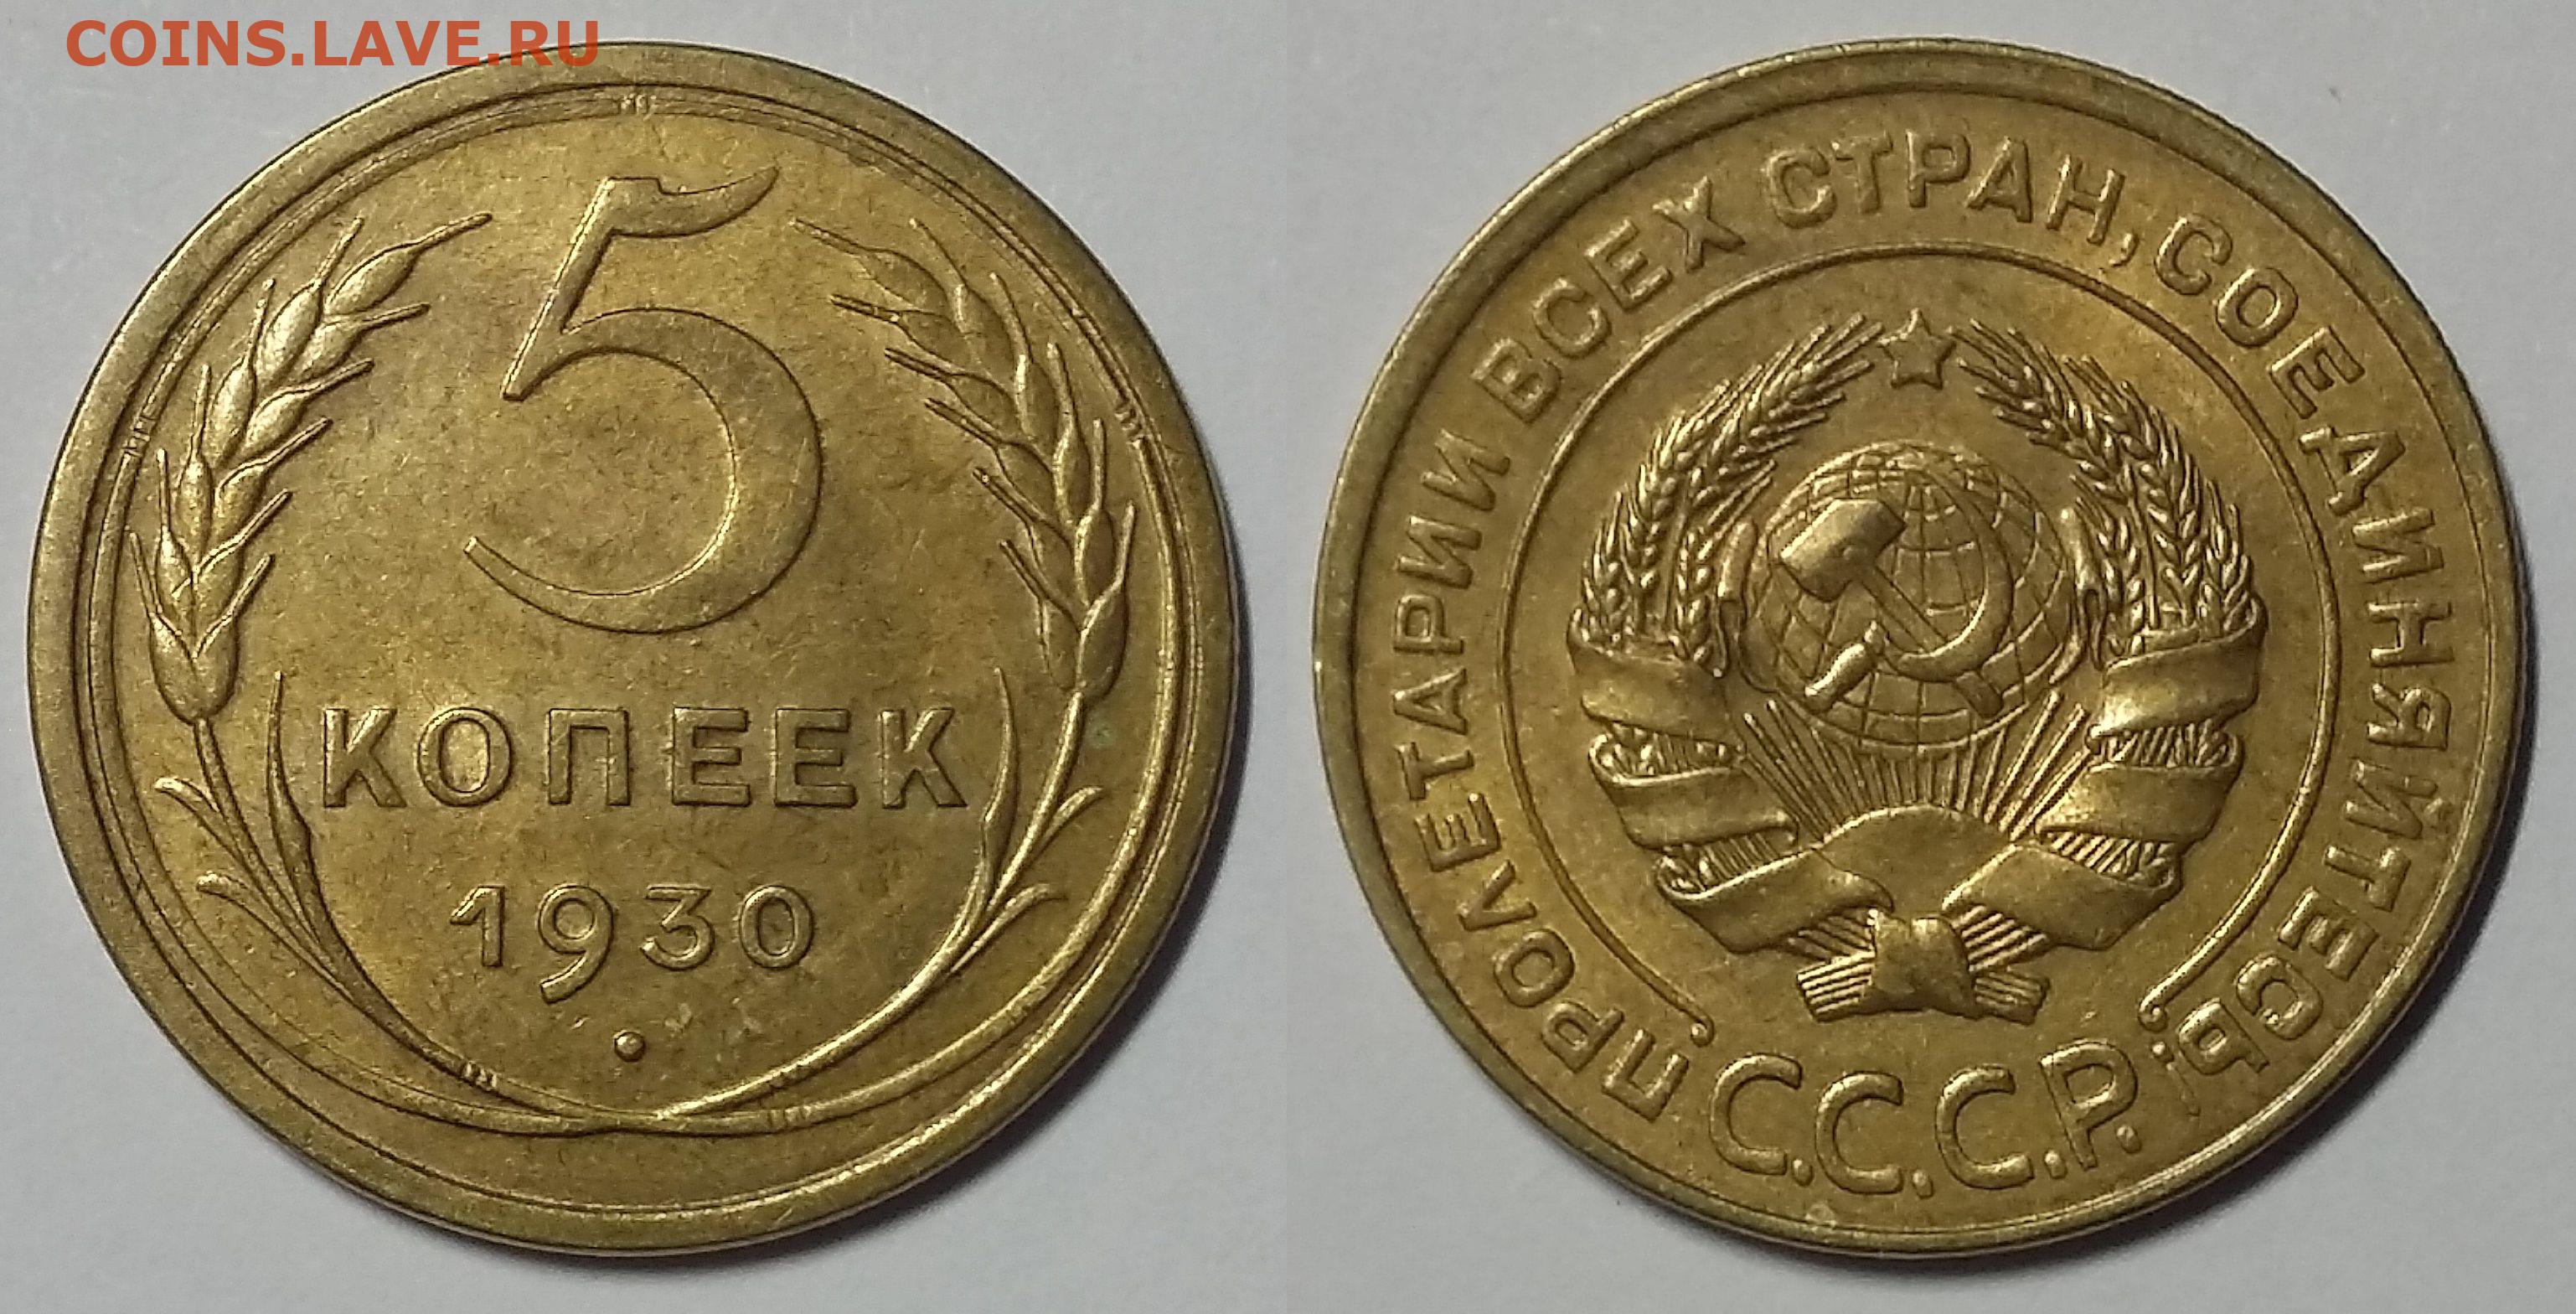 COINS.LAVE.RU
5
КОПЕЕК
1930
ПРОЛЕТАРИИ ВСЕХ СТРАН, СОЕДИНЯЙТЕСЬ!
С.С.С.Р.